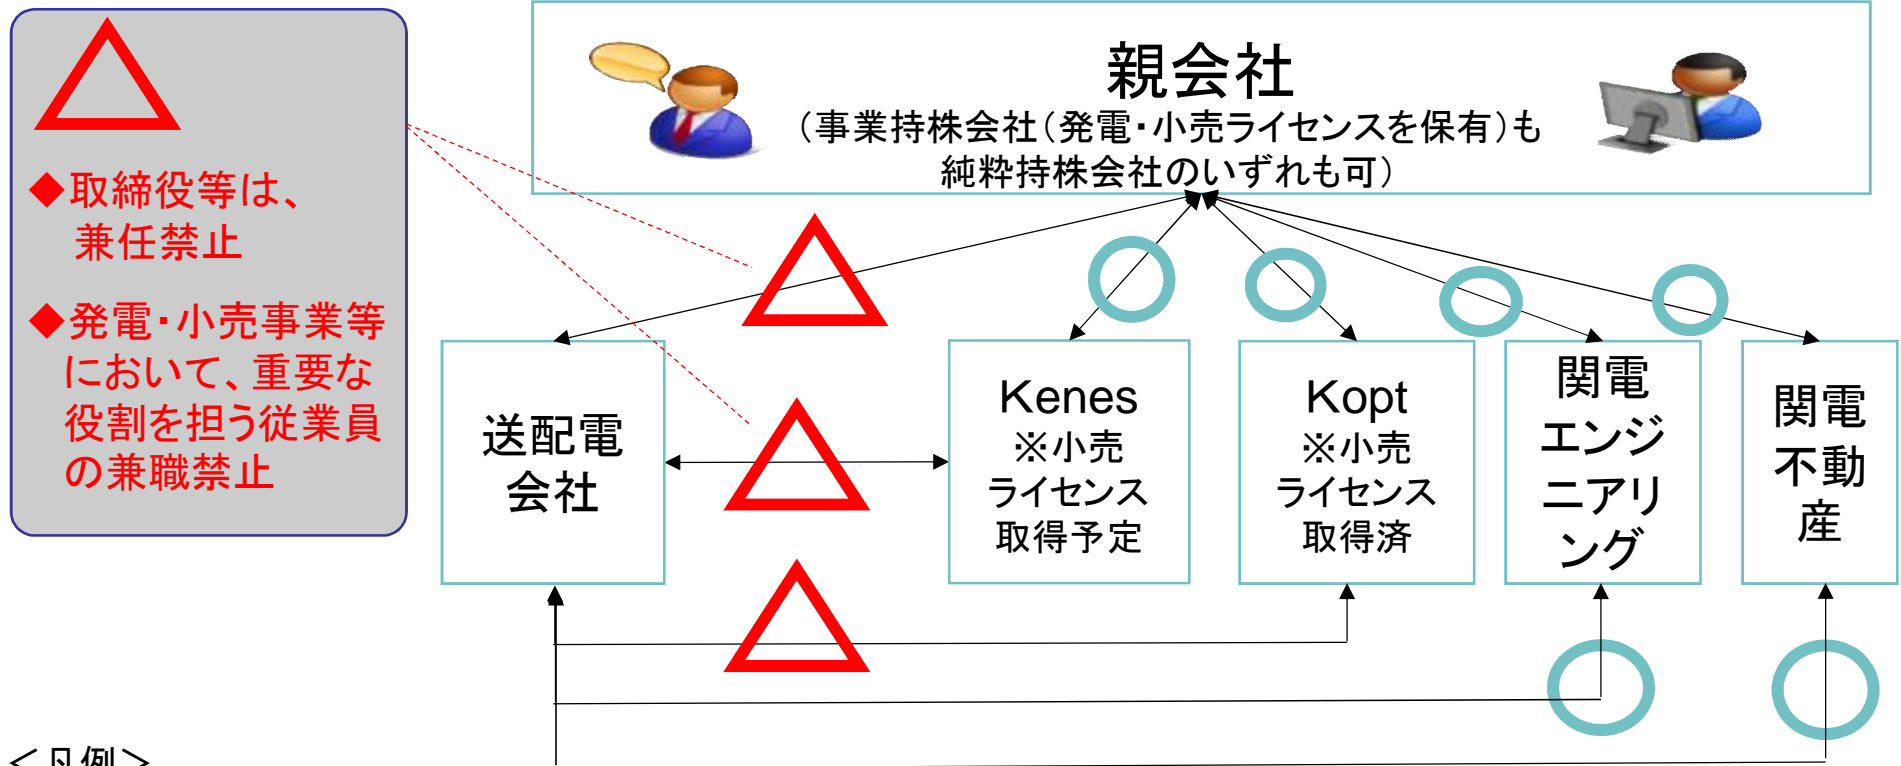 ◆取締役等は、
兼任禁止
◆発電・小売事業等
において、重要な
役割を担う従業員
の兼職禁止
親会社
（事業持株会社（発電・小売ライセンスを保有）も
純粋持株会社のいずれも可）
送配電
会社
Kenes
※小売
ライセンス
取得予定
Kopt
※小売
ライセンス
取得済
関電
エンジ
ニアリ
ング
関電
不動
産
＜凡例＞